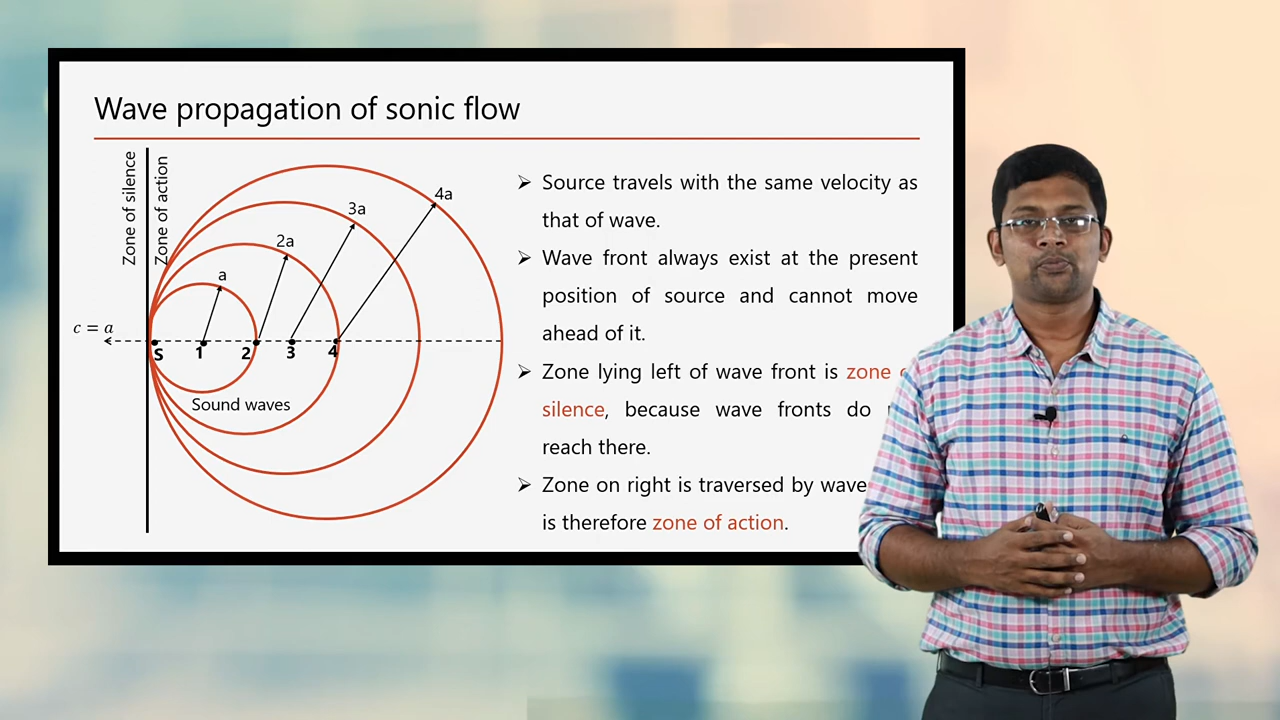 Wave propagation of sonic flow
Zone of silence
Zone of action
a
2a
3a
4a
c = a
S
1
2
3
4
Sound waves
➢ Source travels with the same velocity as
that of wave.
➢ Wave front always exist at the present
position of source and cannot move
ahead of it.
➢ Zone lying left of wave front is zone
silence, because wave fronts do
reach there.
➢ Zone on right is traversed by wave
is therefore zone of action.